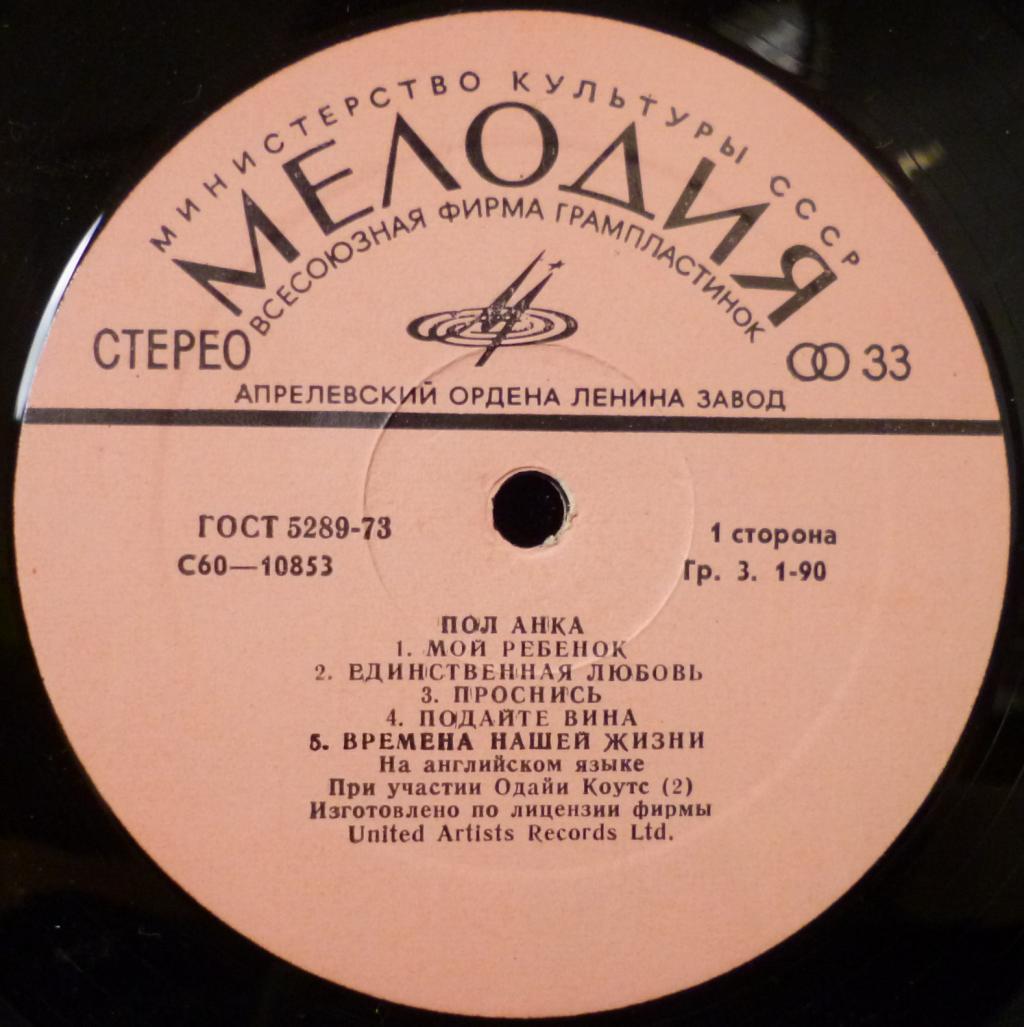 МИНИСТЕРСТВО КУЛЬТУРЫ СССР
МЕЛОДИЯ
ВСЕСОЮЗНАЯ ФИРМА ГРАМПЛАСТИНОК
СТЕРЕО
33
АПРЕЛЕВСКИЙ ОРДЕНА ЛЕНИНА ЗАВОД
ГОСТ 5289-73
1 сторона
С60—10853
Гр. 3. 1-90
ПОЛ АНКА
1. МОЙ РЕБЕНОК
2. ЕДИНСТВЕННАЯ ЛЮБОВЬ
3. ПРОСНИСЬ
4. ПОДАЙТЕ ВИНА
5. ВРЕМЕНА НАШЕЙ ЖИЗНИ
На английском языке
При участии Одайи Коутс (2)
Изготовлено по лицензии фирмы
United Artists Records Ltd.